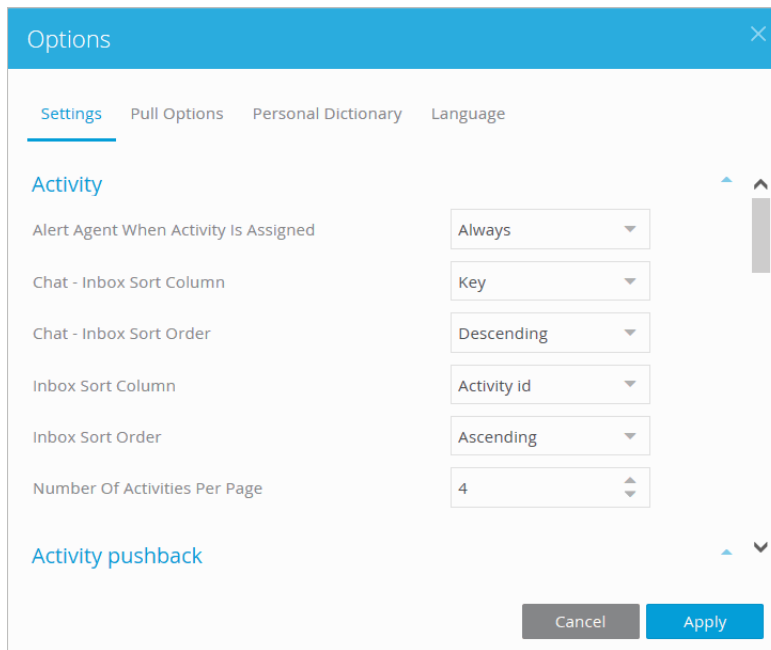 Options
Settings Pull Options Personal Dictionary Language
Activity
Alert Agent When Activity Is Assigned Always
Chat - Inbox Sort Column Key
Chat - Inbox Sort Order Descending
Inbox Sort Column Activity id
Inbox Sort Order Ascending
Number Of Activities Per Page 4
Activity pushback
Cancel Apply